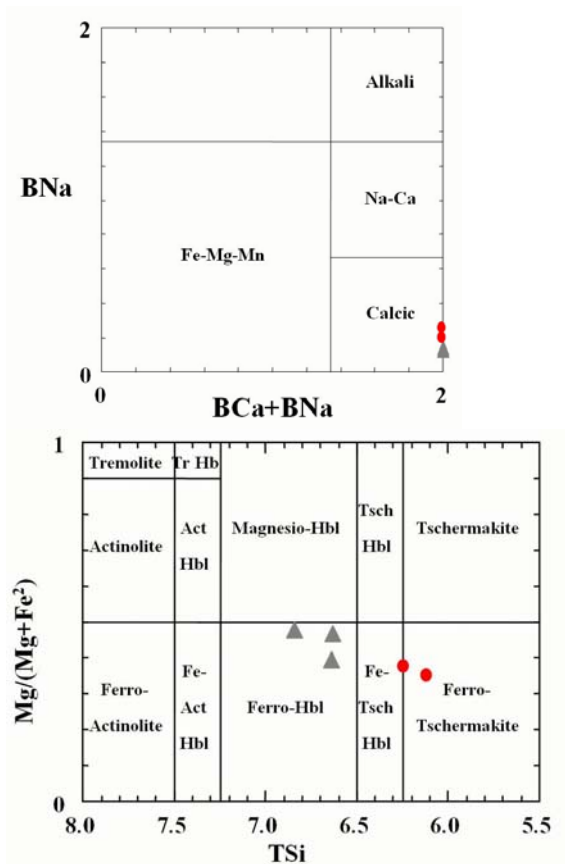 2
Alkali
BNa
Na-Ca
Fe-Mg-Mn
Calcic
0
0
2
BCa+BNa
1
Tremolite
Tr Hb
Tsch
Hbl
Act
Hbl
Magnesio-Hbl
Tschermakite
Actinolite
Mg/(Mg+Fe²)
Ferro-
Actinolite
Fe-
Act
Hbl
Ferro-Hbl
Fe-
Tsch
Hbl
Ferro-
Tschermakite
0
8.0
7.5
7.0
6.5
6.0
5.5
TSi